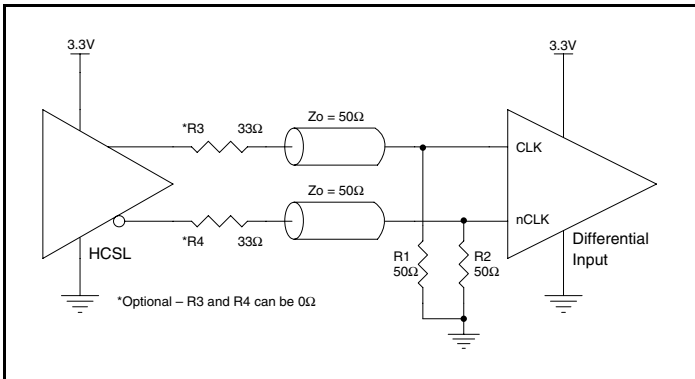 3.3V
3.3V
*R3 33Ω
Zo = 50Ω
CLK
Zo = 50Ω
nCLK
*R4 33Ω
HCSL
R1
50Ω
R2
50Ω
Differential
Input
*Optional – R3 and R4 can be 0Ω